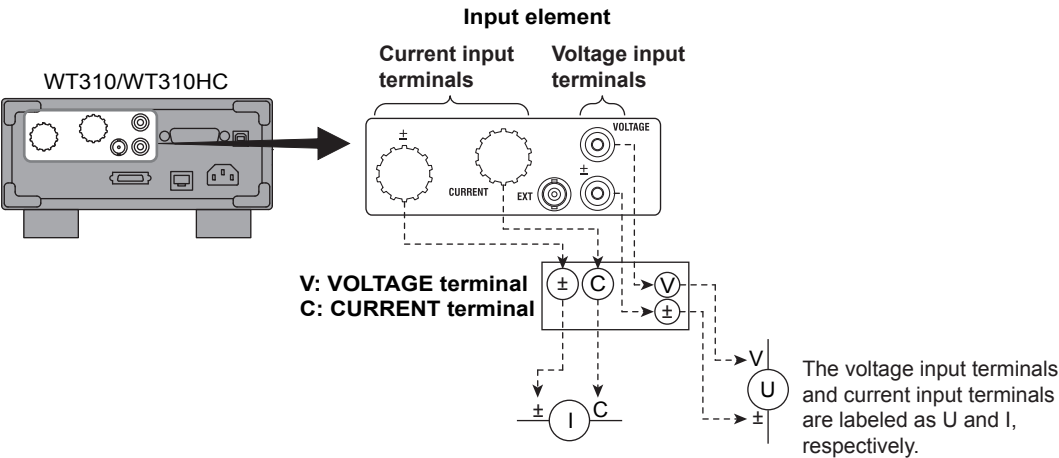 Input element
Current input
terminals
Voltage input
terminals
WT310/WT310HC
±
VOLTAGE
±
CURRENT
EXT
V: VOLTAGE terminal
C: CURRENT terminal
± C V
±
V
U
±
± I C
The voltage input terminals
and current input terminals
are labeled as U and I,
respectively.